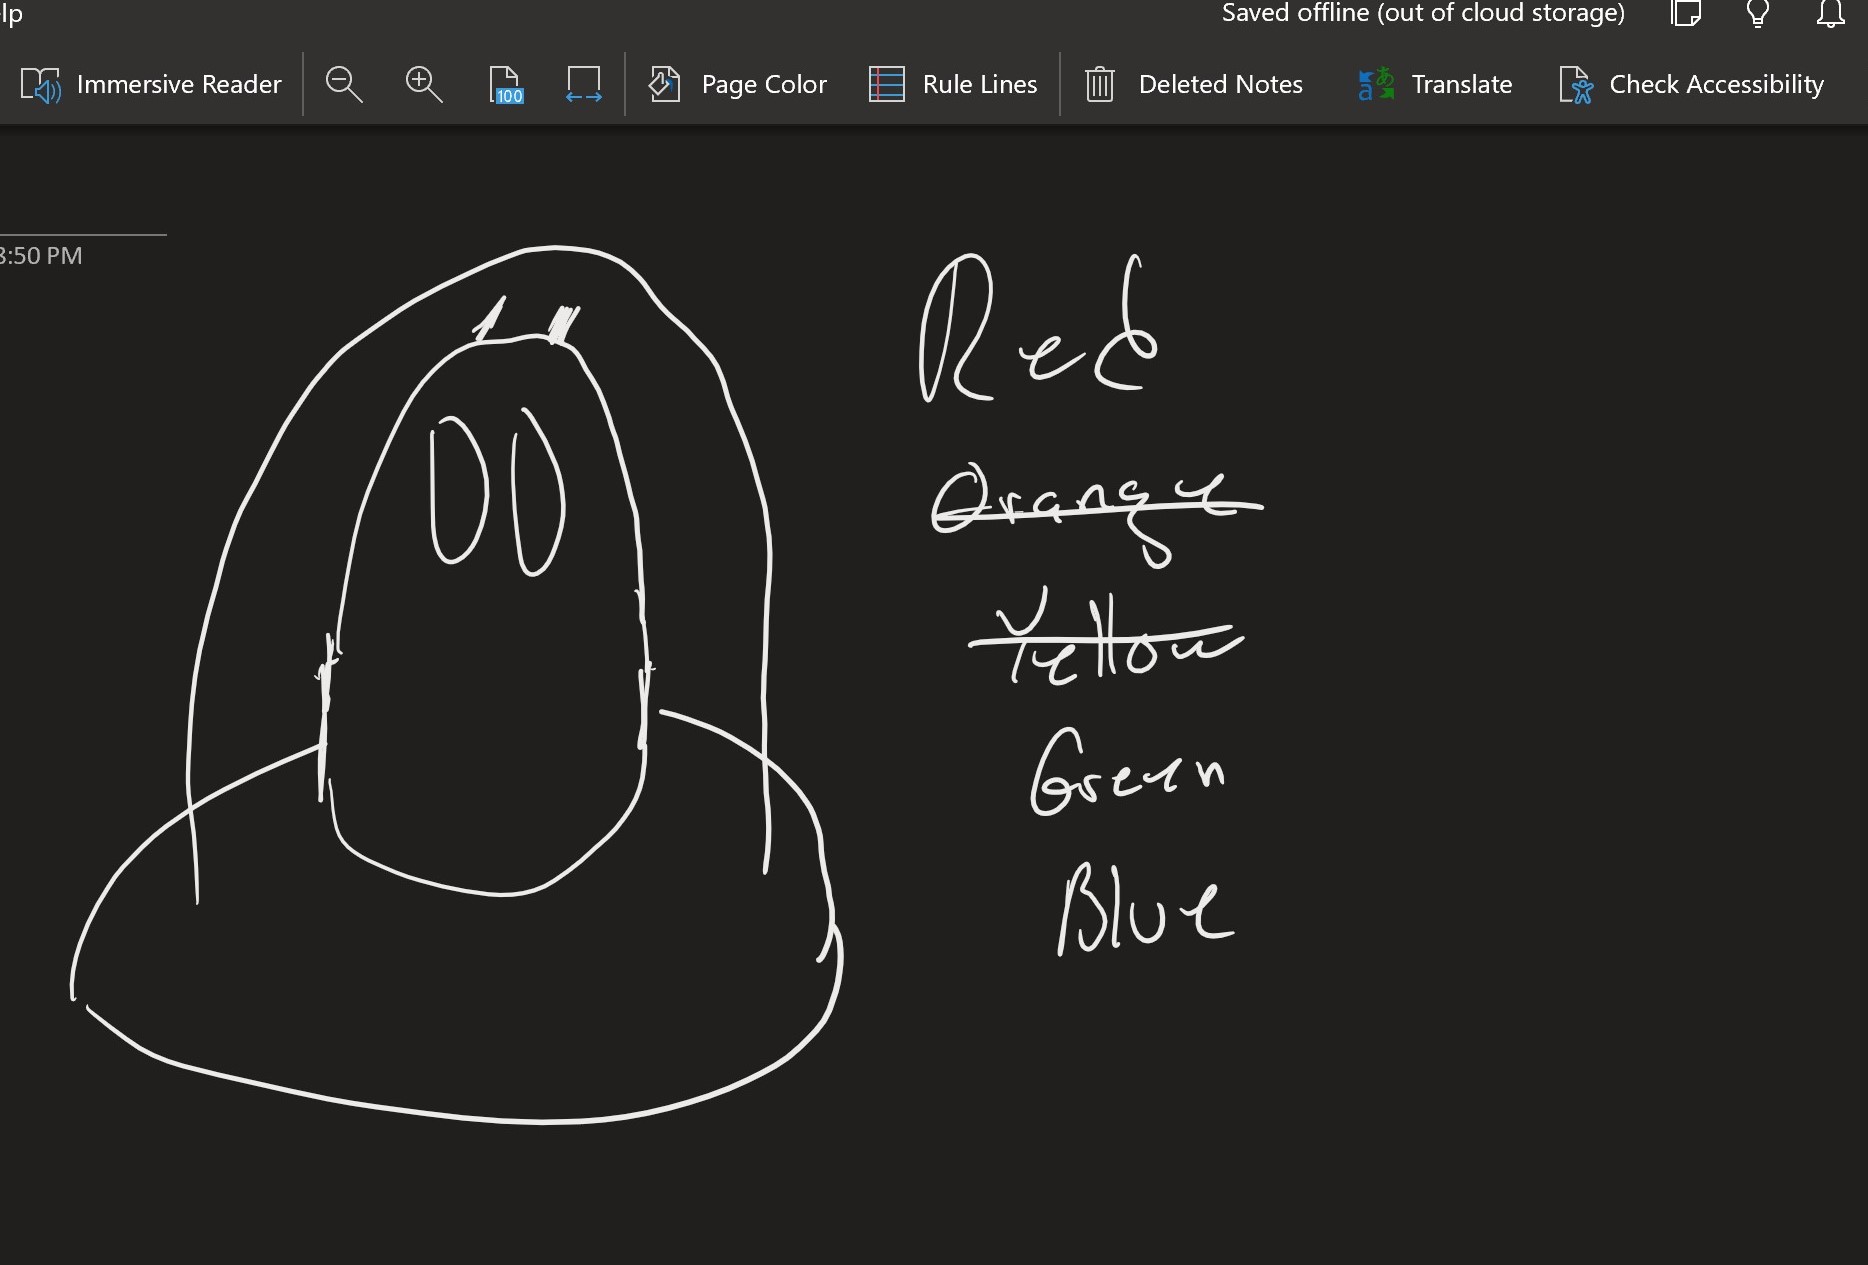 lp
Saved offline (out of cloud storage)
Immersive Reader 100 Page Color Rule Lines Deleted Notes Translate Check Accessibility
8:50 PM
Red
Orange
Yellow
Green
Blue